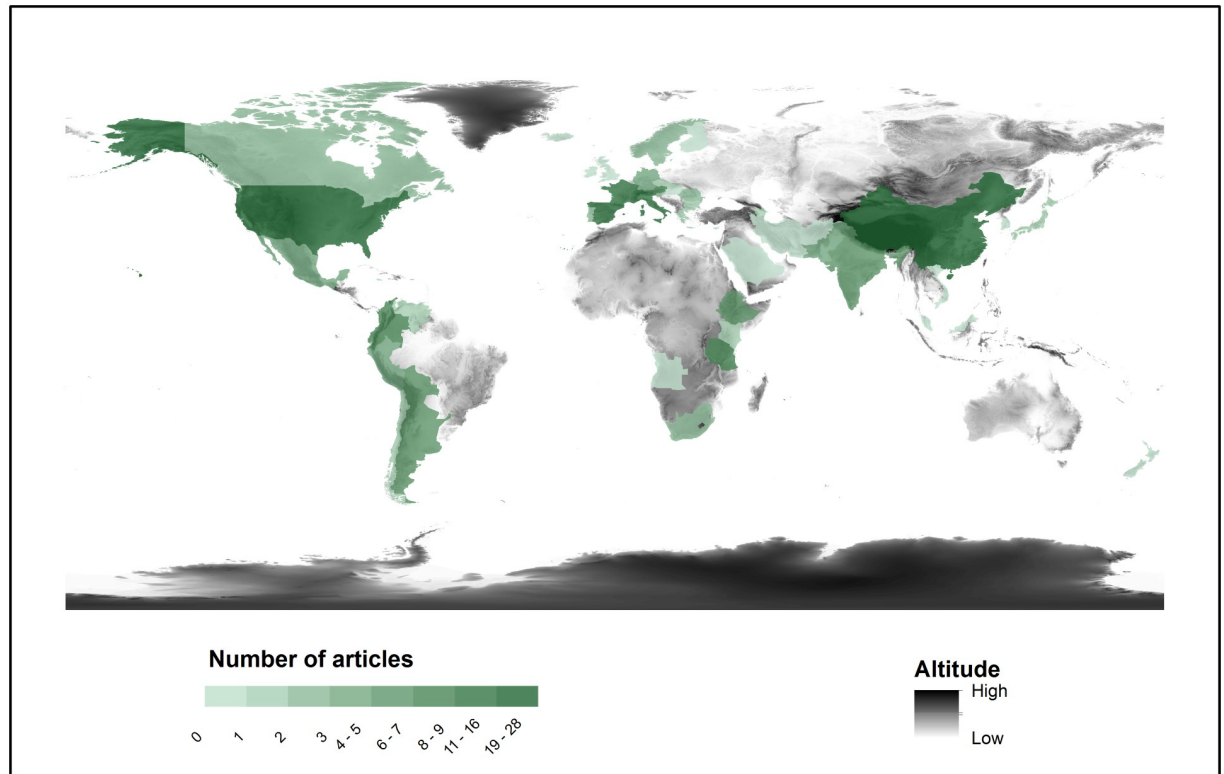 Number of articles
0
1
2
3
4 - 5
6 - 7
8 - 9
11 - 16
19 - 28
Altitude
High
Low